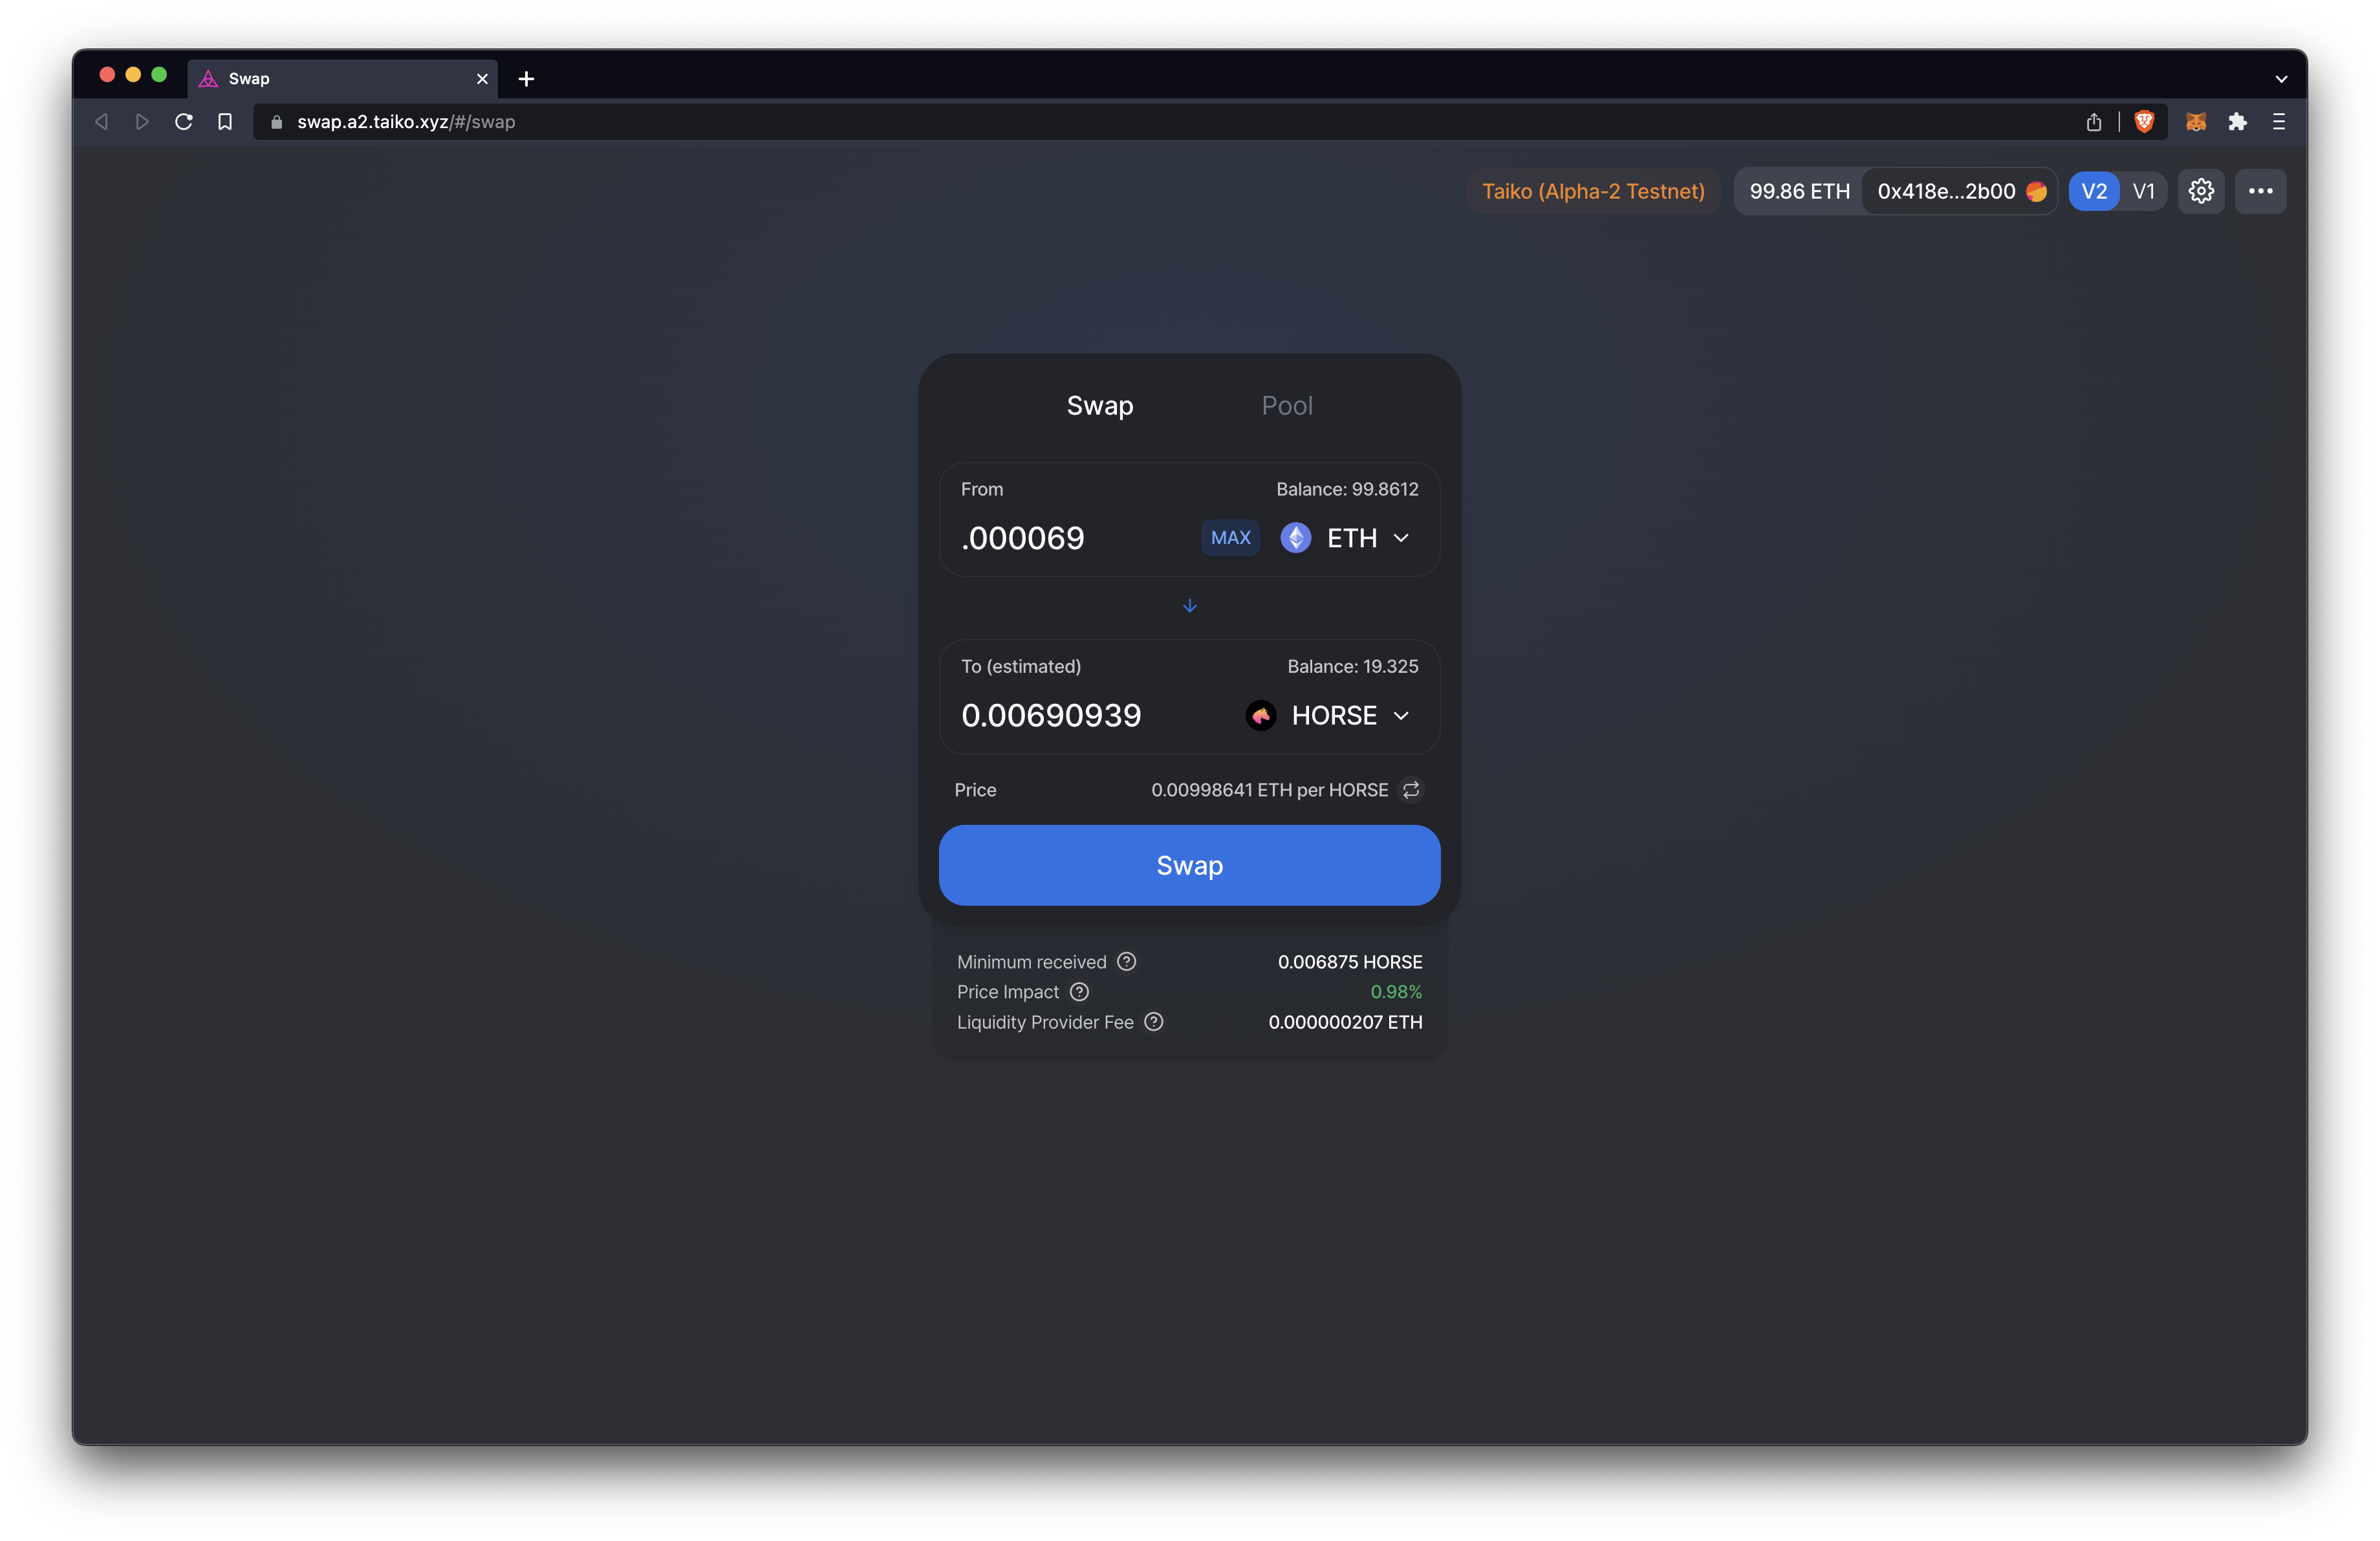 Swap
swap.a2.taiko.xyz/#/swap
Taiko (Alpha-2 Testnet) 99.86 ETH 0x418e...2b00 V2 V1
Swap Pool
From Balance: 99.8612
.000069 MAX ETH
To (estimated) Balance: 19.325
0.00690939 HORSE
Price 0.00998641 ETH per HORSE
Swap
Minimum received ? 0.006875 HORSE
Price Impact ? 0.98%
Liquidity Provider Fee ? 0.000000207 ETH